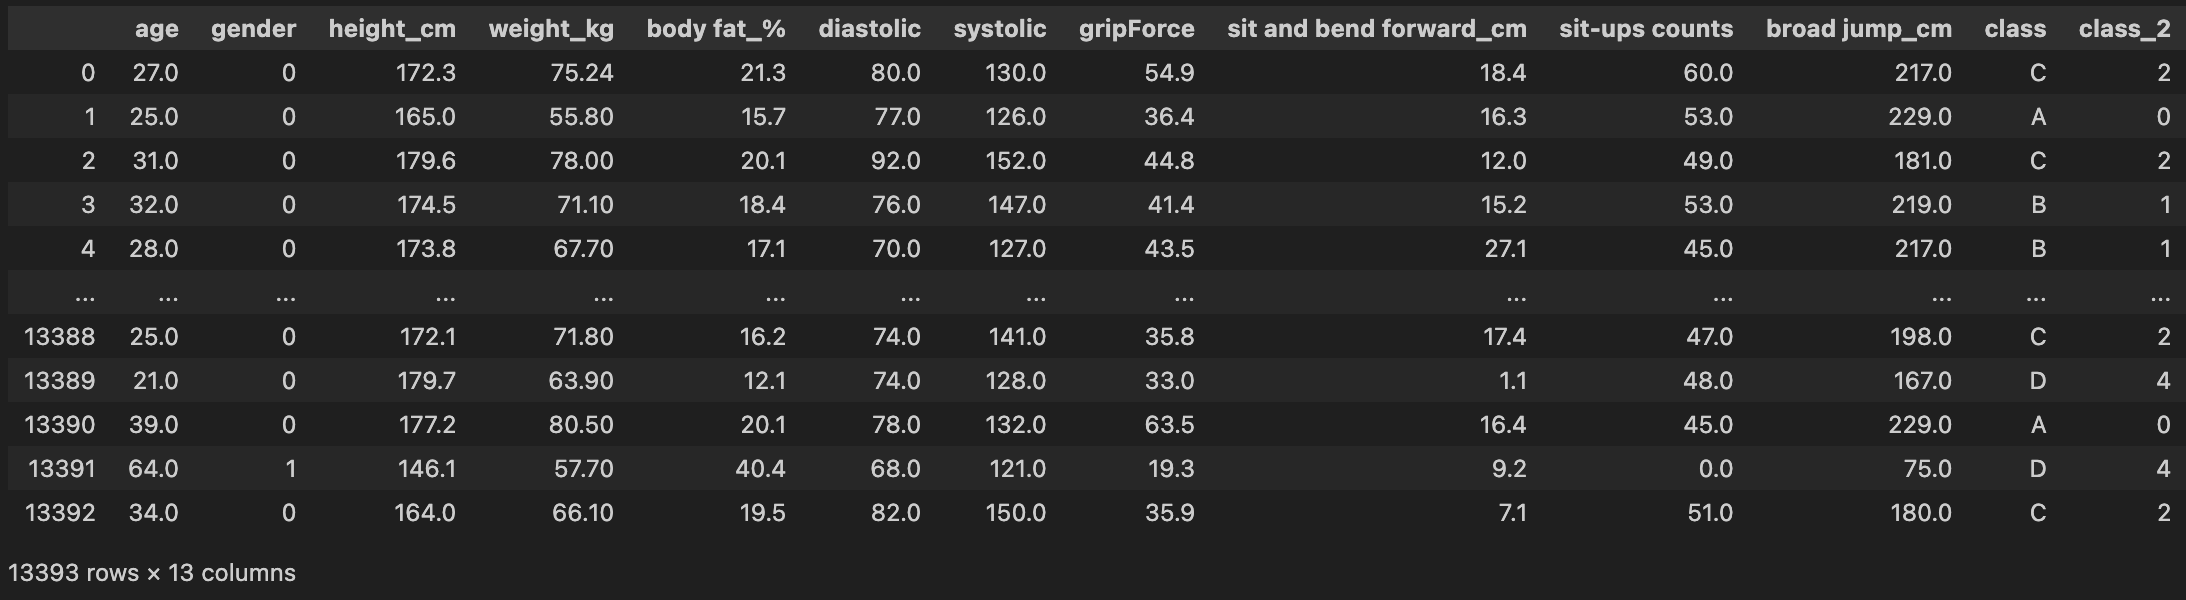 age gender height_cm weight_kg body fat_% diastolic systolic gripForce sit and bend forward_cm sit-ups counts broad jump_cm class class_2
0 27.0 0 172.3 75.24 21.3 80.0 130.0 54.9 18.4 60.0 217.0 C 2
1 25.0 0 165.0 55.80 15.7 77.0 126.0 36.4 16.3 53.0 229.0 A 0
2 31.0 0 179.6 78.00 20.1 92.0 152.0 44.8 12.0 49.0 181.0 C 2
3 32.0 0 174.5 71.10 18.4 76.0 147.0 41.4 15.2 53.0 219.0 B 1
4 28.0 0 173.8 67.70 17.1 70.0 127.0 43.5 27.1 45.0 217.0 B 1
... ... ... ... ... ... ... ... ... ... ... ... ... ...
13388 25.0 0 172.1 71.80 16.2 74.0 141.0 35.8 17.4 47.0 198.0 C 2
13389 21.0 0 179.7 63.90 12.1 74.0 128.0 33.0 1.1 48.0 167.0 D 4
13390 39.0 0 177.2 80.50 20.1 78.0 132.0 63.5 16.4 45.0 229.0 A 0
13391 64.0 1 146.1 57.70 40.4 68.0 121.0 19.3 9.2 0.0 75.0 D 4
13392 34.0 0 164.0 66.10 19.5 82.0 150.0 35.9 7.1 51.0 180.0 C 2
13393 rows × 13 columns